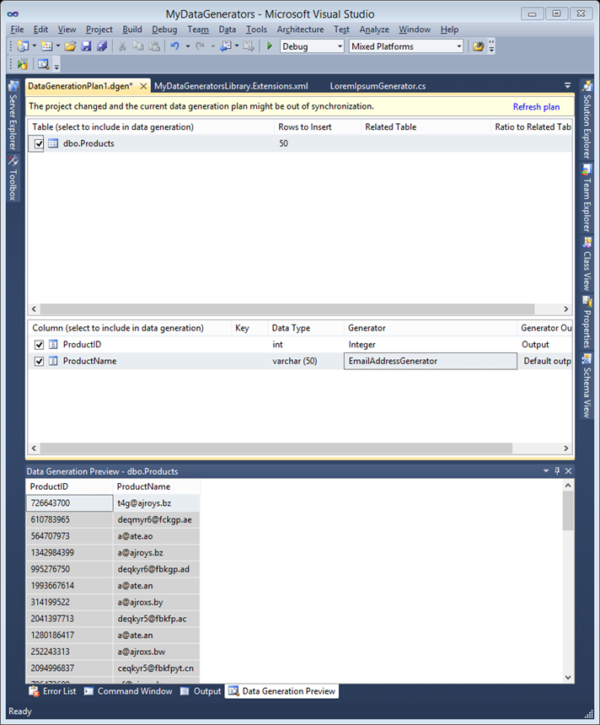 MyDataGenerators - Microsoft Visual Studio
File Edit View Project Build Debug Team Data Tools Architecture Test Analyze Window Help
Debug Mixed Platforms
DataGenerationPlan1.dgen* MyDataGeneratorsLibrary.Extensions.xml LoremIpsumGenerator.cs
The project changed and the current data generation plan might be out of synchronization. Refresh plan
Table (select to include in data generation) Rows to Insert Related Table Ratio to Related Tab
dbo.Products 50
Server Explorer
Toolbox
Solution Explorer
Team Explorer
Class View
Properties
Schema View
Column (select to include in data generation) Key Data Type Generator Generator Ou
ProductID int Integer Output
ProductName varchar (50) EmailAddressGenerator Default outp
Data Generation Preview - dbo.Products
ProductID ProductName
726643700 t4g@ajroys.bz
610783965 deqmyr6@fckgp.ae
564707973 a@ate.ao
1342984399 a@ajroys.bz
995276750 deqkyr6@fbkgp.ad
1993667614 a@ate.an
314199522 a@ajroxs.by
2041397713 deqkyr5@fbkfp.ac
1280186417 a@ate.an
252243313 a@ajroxs.bw
2094996837 ceqkyr5@fbkfpyt.cn
Error List Command Window Output Data Generation Preview
Ready